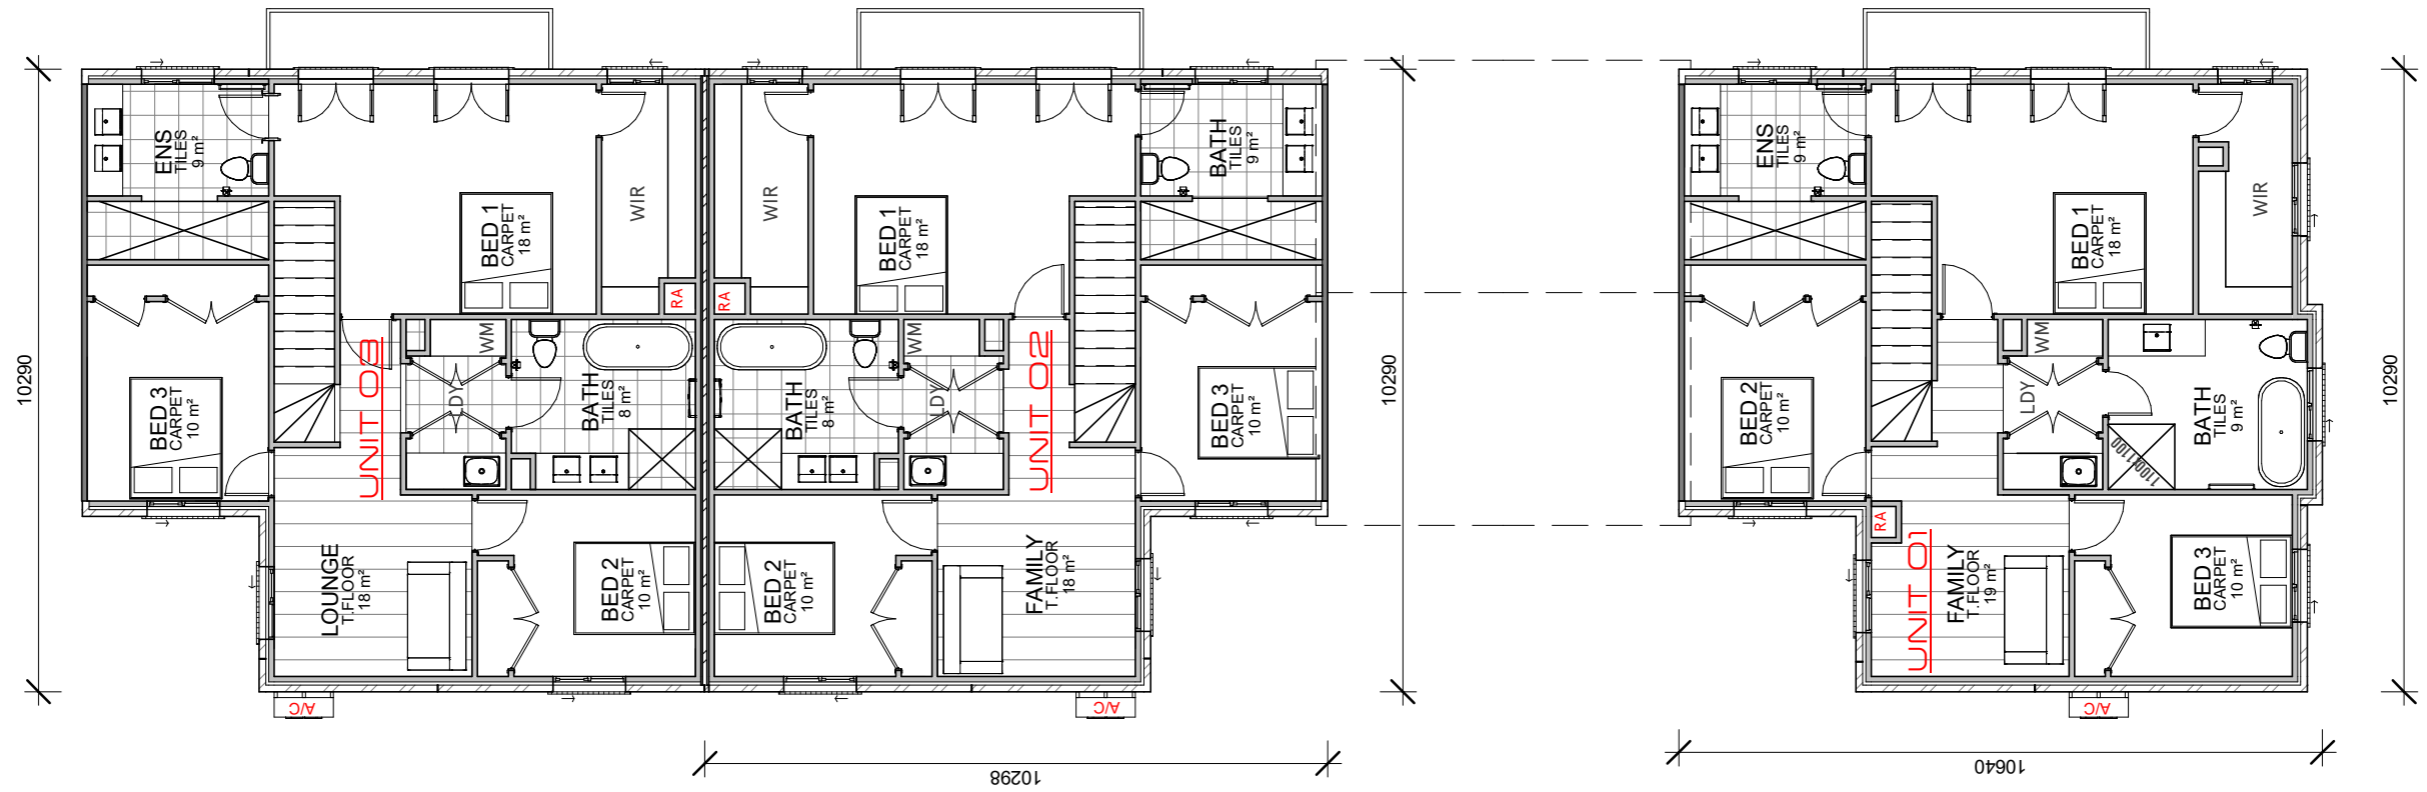 10290
ENS
TILES
9 m²
BED 1
CARPET
18 m²
WIR
RA
BED 3
CARPET
10 m²
UNIT 03
LDY
WM
BATH
TILES
8 m²
LOUNGE
T.FLOOR
18 m²
BED 2
CARPET
10 m²
A/C
WIR
RA
BED 1
CARPET
18 m²
BATH
TILES
9 m²
BATH
TILES
8 m²
WM
LDY
UNIT 02
BED 3
CARPET
10 m²
BED 2
CARPET
10 m²
FAMILY
T.FLOOR
18 m²
A/C
10290
10298
ENS
TILES
9 m²
BED 1
CARPET
18 m²
WIR
BED 2
CARPET
10 m²
WM
LDY
BATH
TILES
9 m²
1100x1100
RA
UNIT 01
FAMILY
T.FLOOR
19 m²
BED 3
CARPET
10 m²
A/C
10290
10640